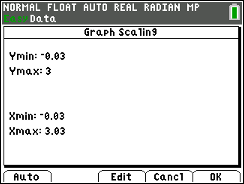 NORMAL FLOAT AUTO REAL RADIAN MP
EasyData
Graph Scaling
Ymin: -0.03
Ymax: 3
Xmin: -0.03
Xmax: 3.03
Auto
Edit
Cancl
OK